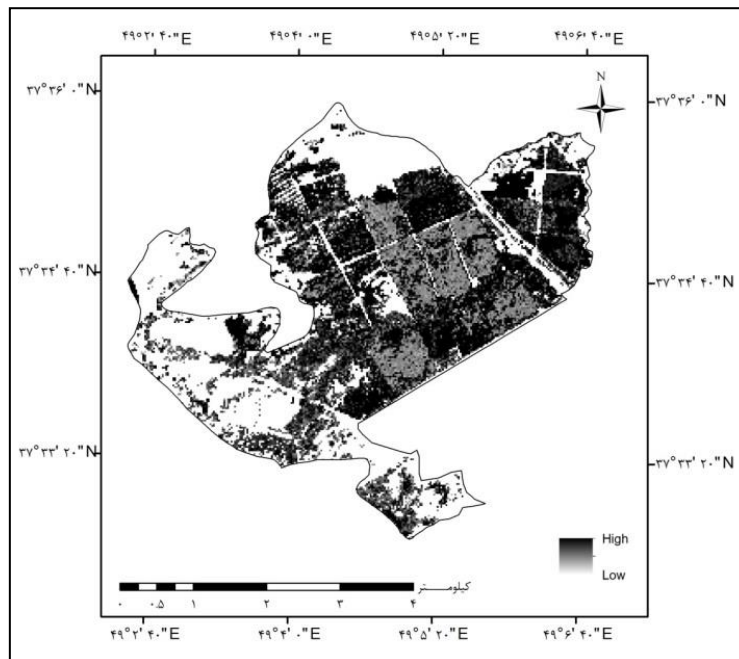 ۴۹°۲' ۴۰"E ۴۹°۴' ۰"E ۴۹°۵' ۲۰"E ۴۹°۶' ۴۰"E
۳۷°۳۶' ۰"N ۳۷°۳۶' ۰"N
N
۳۷°۳۴' ۴۰"N ۳۷°۳۴' ۴۰"N
۳۷°۳۳' ۲۰"N ۳۷°۳۳' ۲۰"N
High
Low
کیلومتر
۰ ۰.۵ ۱ ۲ ۳ ۴
۴۹°۲' ۴۰"E ۴۹°۴' ۰"E ۴۹°۵' ۲۰"E ۴۹°۶' ۴۰"E